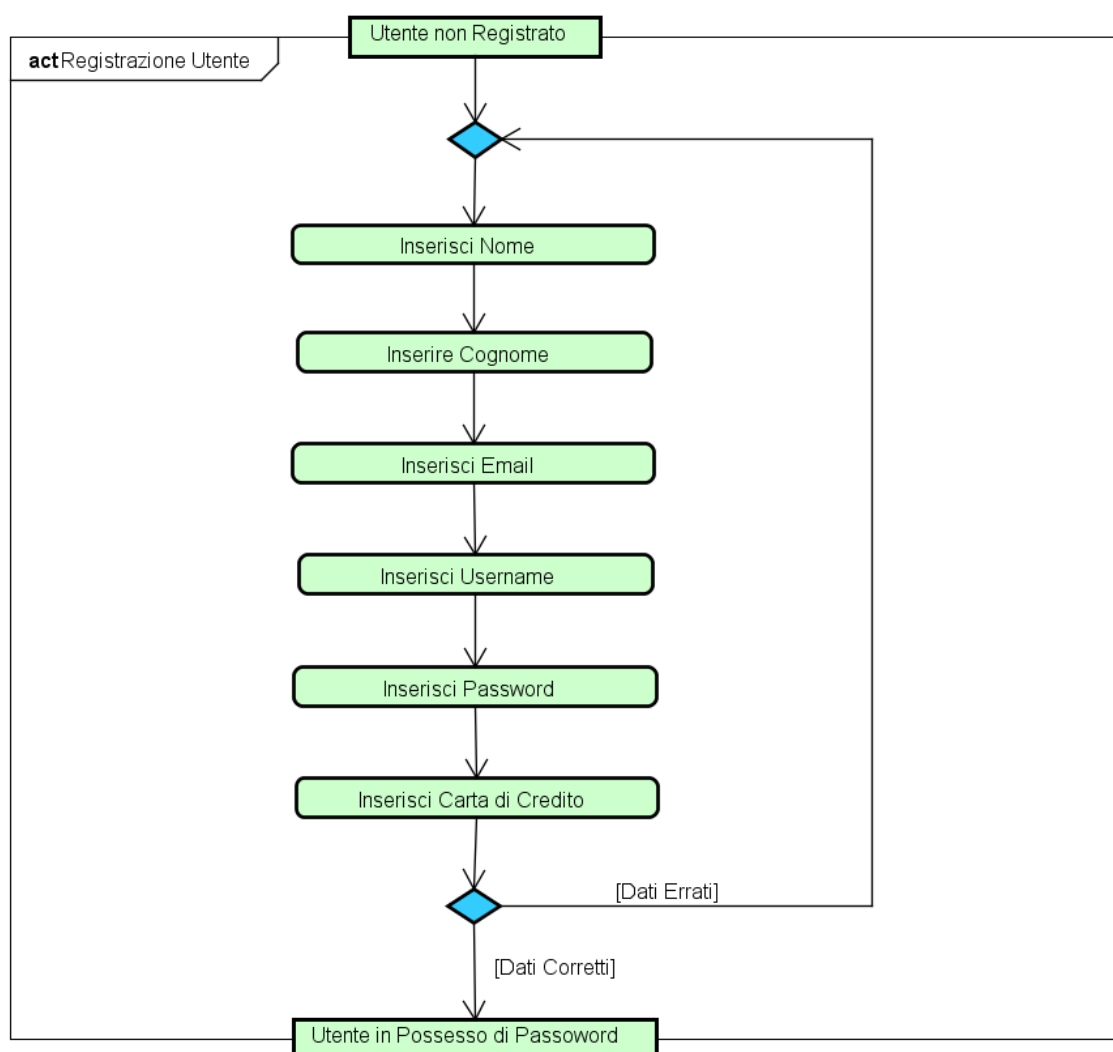 Utente non Registrato
act Registrazione Utente
Inserisci Nome
Inserire Cognome
Inserisci Email
Inserisci Username
Inserisci Password
Inserisci Carta di Credito
[Dati Errati]
[Dati Corretti]
Utente in Possesso di Passoword